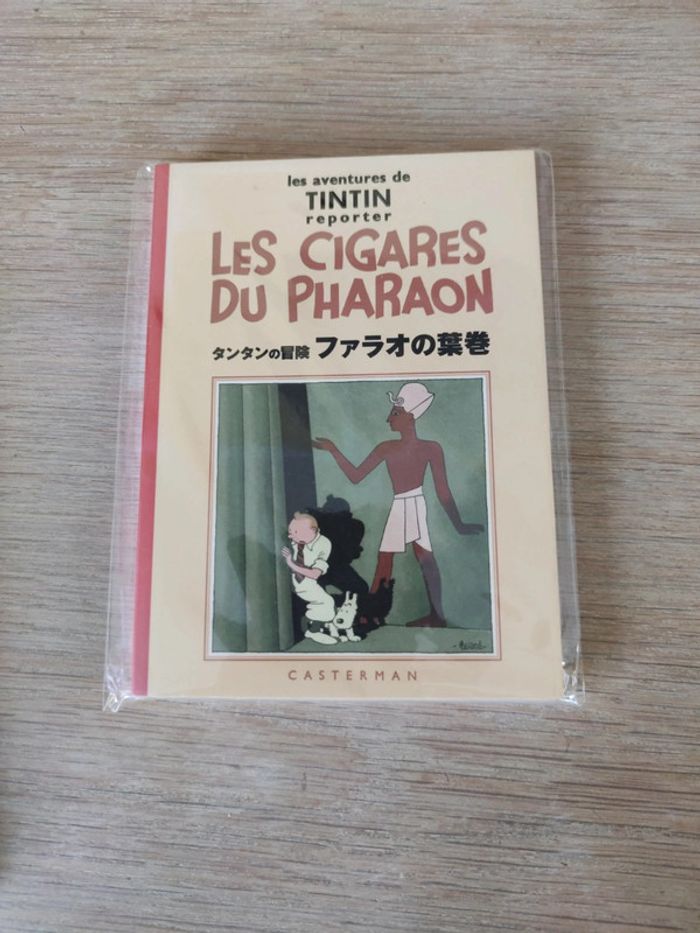 les aventures de
TINTIN
reporter
LES CIGARES
DU PHARAON
タンタンの冒険 ファラオの葉巻
Hergé
CASTERMAN